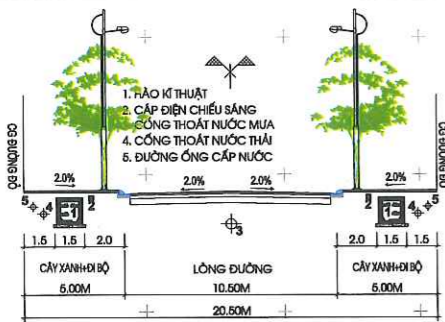 1. HÀO KĨ THUẬT
2. CÁP ĐIỆN CHIẾU SÁNG
CỐNG THOÁT NƯỚC MƯA
4. CỐNG THOÁT NƯỚC THẢI
5. ĐƯỜNG ỐNG CẤP NƯỚC
CG ĐƯỜNG ĐỎ
CG ĐƯỜNG ĐỎ
2.0% 2.0% 2.0% 2.0%
5 4 1 2 2 1 4 5
3
1.5 1.5 2.0 2.0 1.5 1.5
CÂY XANH+ĐI BỘ LÒNG ĐƯỜNG CÂY XANH+ĐI BỘ
5.00M 10.50M 5.00M
20.50M